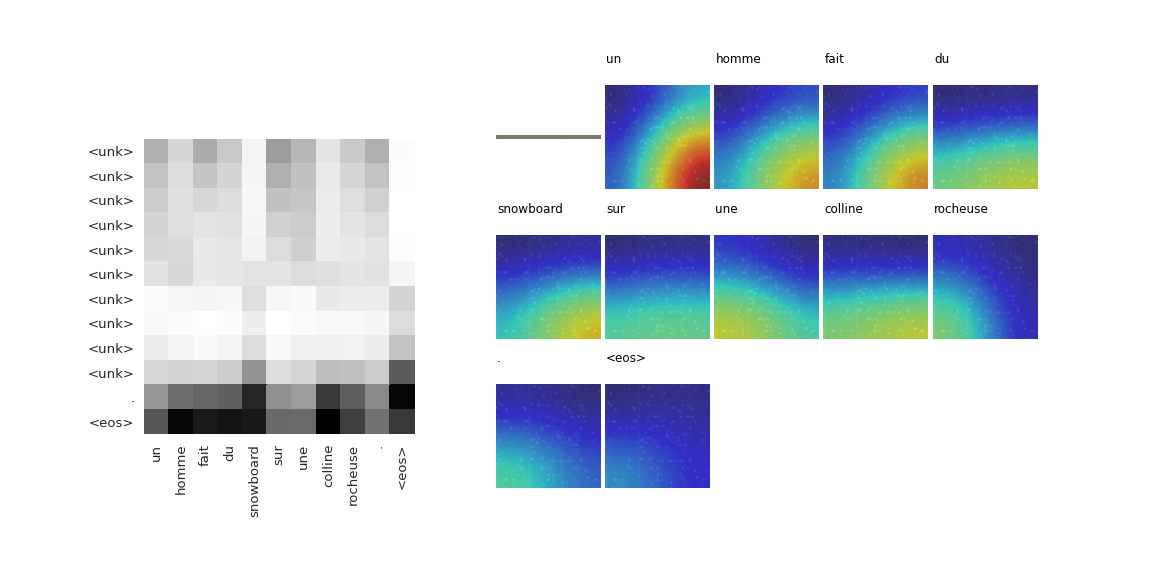 un homme fait du
<unk>
<unk>
<unk>
<unk>
<unk>
<unk>
<unk>
<unk>
<unk>
<unk>
.
<eos>
un homme fait du snowboard sur une colline rocheuse . <eos>
snowboard sur une colline rocheuse
. <eos>